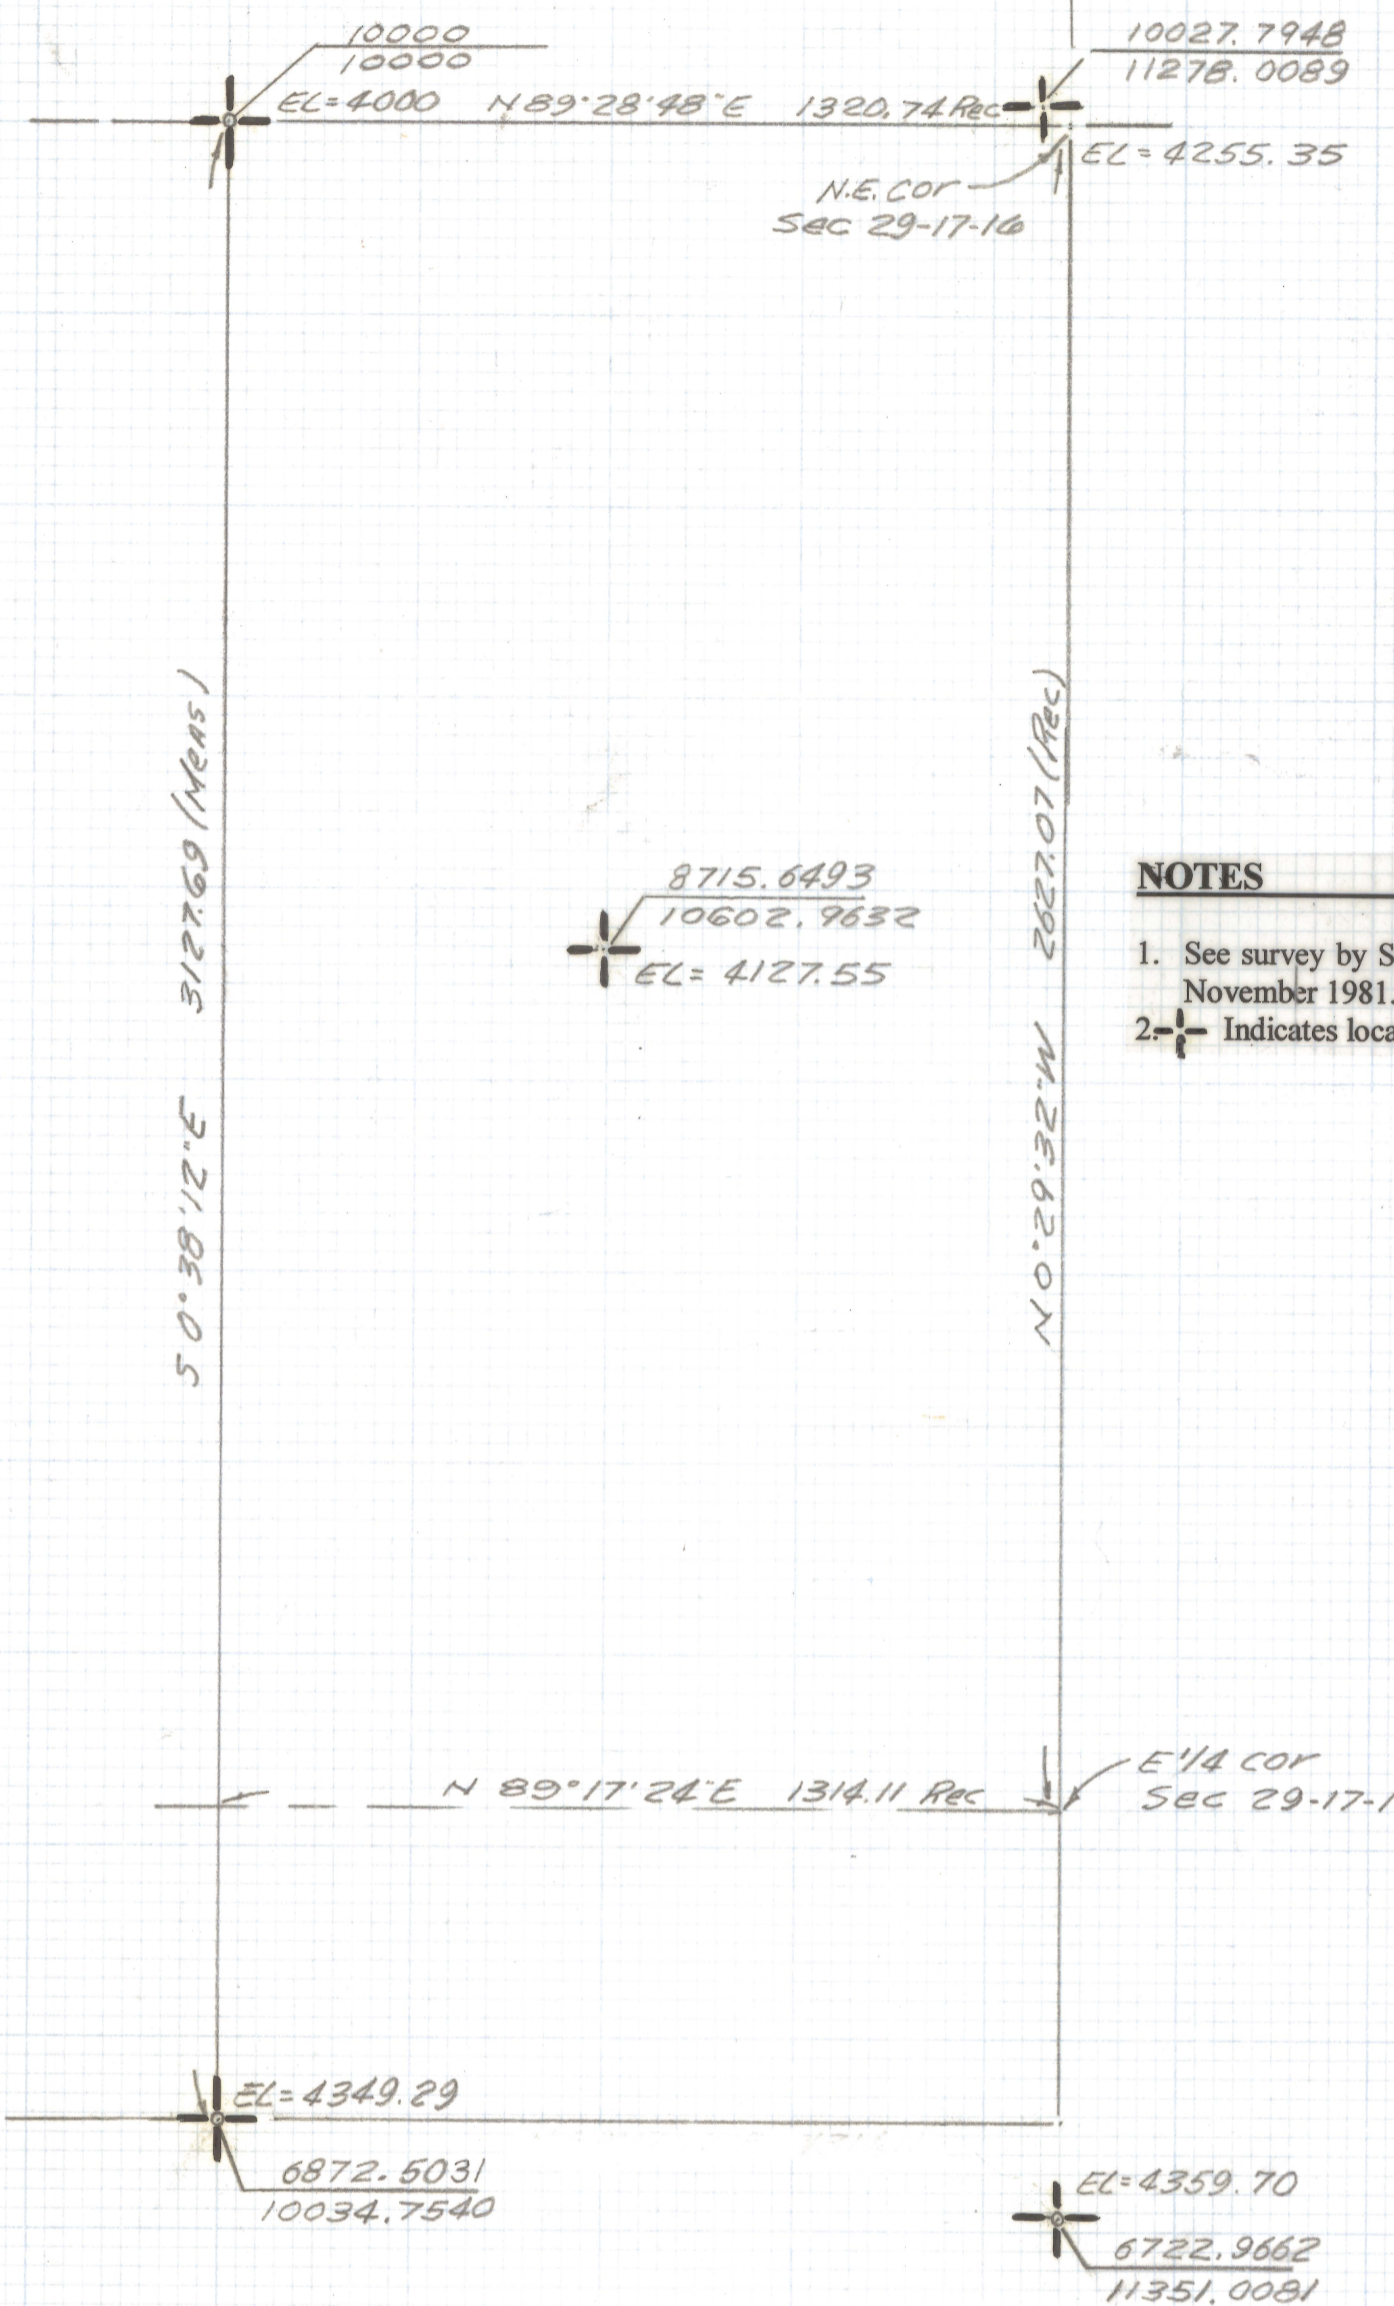 10000
10000
10027.7948
11278.0089
EL=4000 N89°28'48"E 1320.74 Rec
EL=4255.35
N.E. cor
Sec 29-17-16
3127.69 (Meas)
S 0°38'12"E
2627.07 (Rec)
N 0°29'32"W
8715.6493
10602.9632
EL= 4127.55
NOTES
1. See survey by S
November 1981.
2. Indicates loca
E 1/4 cor
N 89°17'24"E 1314.11 Rec
Sec 29-17-1
EL=4349.29
6872.5031
10034.7540
EL=4359.70
6722.9662
11351.0081